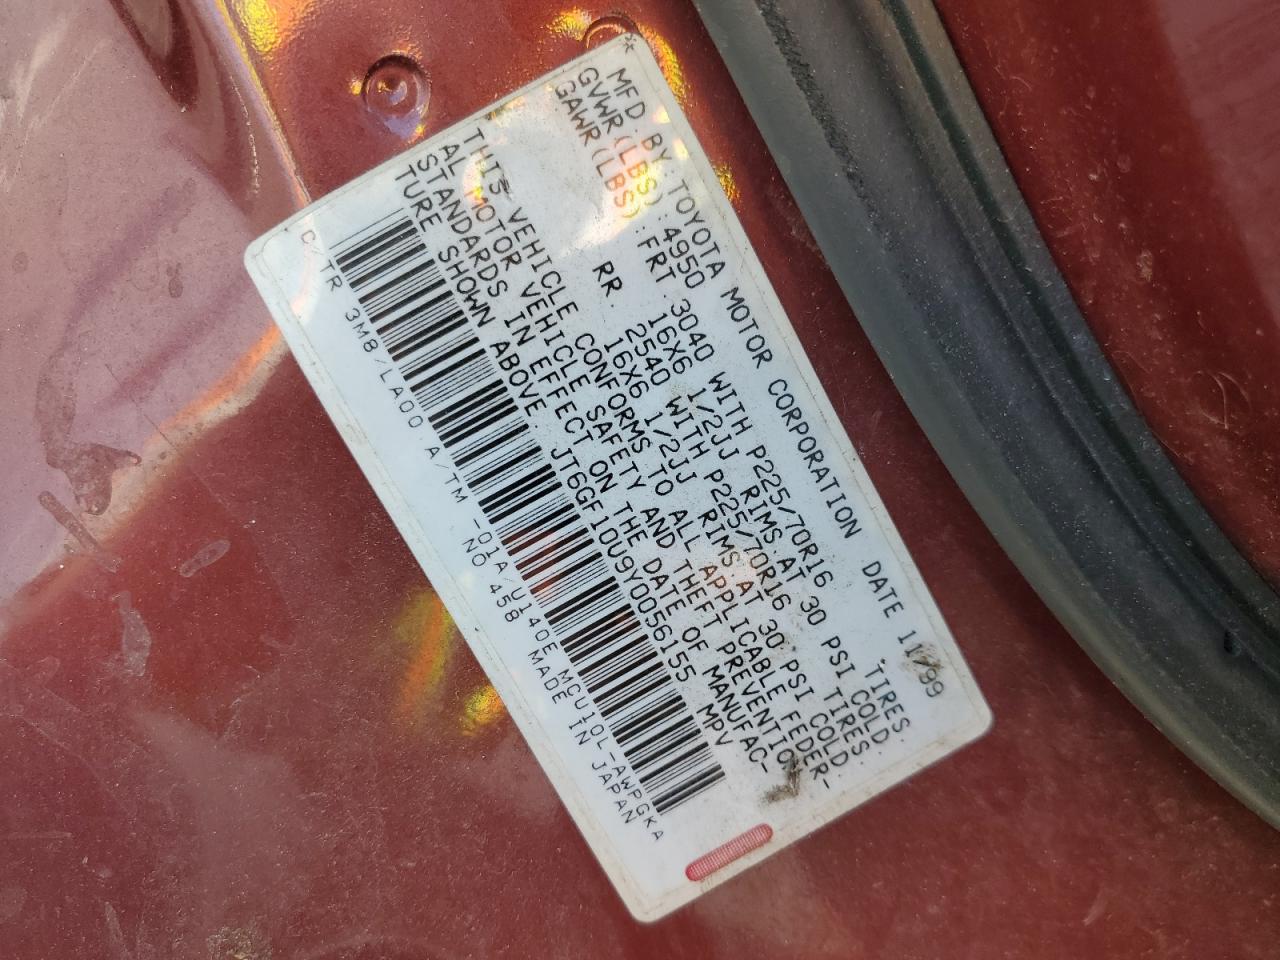 *
MFD. BY: TOYOTA MOTOR CORPORATION DATE 11/99
GVWR(LBS): 4950
GAWR(LBS): FRT. 3040 WITH P225/70R16 TIRES.
16X6 1/2JJ RIMS AT 30 PSI COLD.
RR. 2540 WITH P225/70R16 TIRES.
16X6 1/2JJ RIMS AT 30 PSI COLD.
THIS VEHICLE CONFORMS TO ALL APPLICABLE FEDER-
AL MOTOR VEHICLE SAFETY AND THEFT PREVENTION
STANDARDS IN EFFECT ON THE DATE OF MANUFAC-
TURE SHOWN ABOVE. JT6GF10U9Y0056155 MPV
C/TR 3M8/LA00 A/TM -01A/U140E MCU10L-AWPGKA
NO 458 MADE IN JAPAN